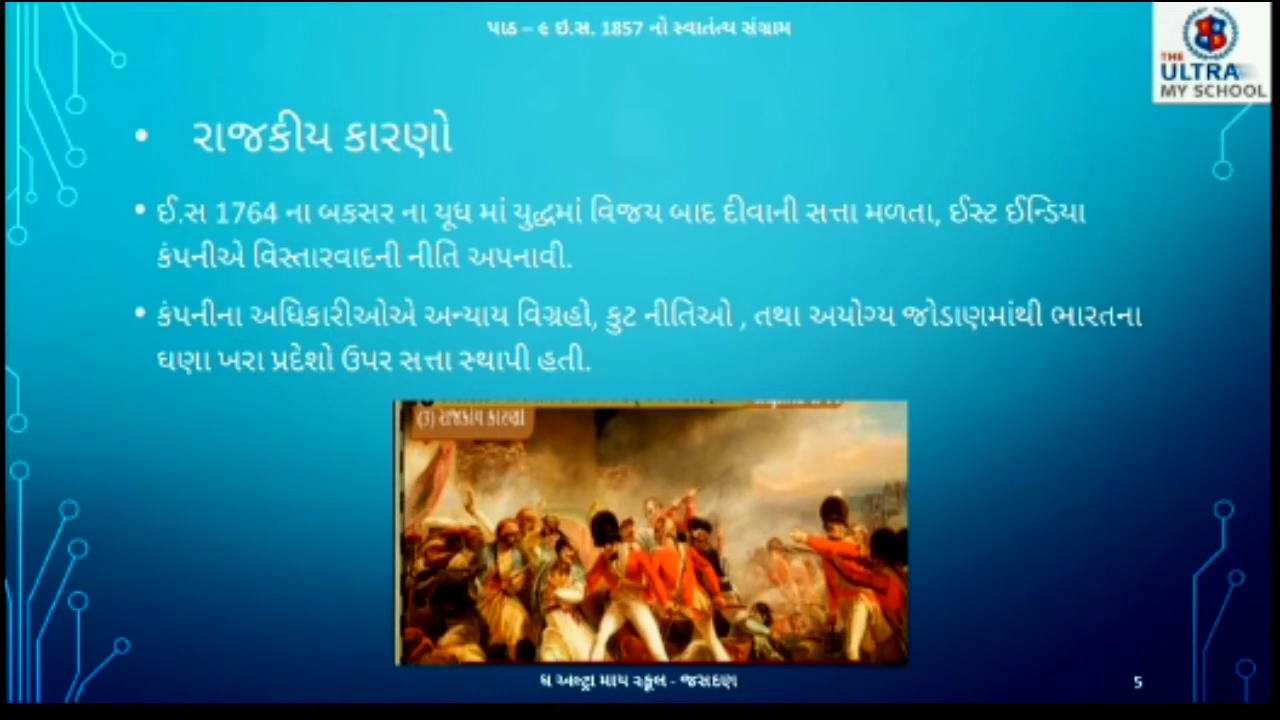 પાઠ – ૯ ઇ.સ. 1857 નો સ્વાતંત્ય સંગ્રામ
THE
ULTRA
MY SCHOOL
• રાજકીય કારણો
• ઈ.સ 1764 ના બકસર ના યૂધ માં યુદ્ધમાં વિજય બાદ દીવાની સત્તા મળતા, ઈસ્ટ ઈન્ડિયા
કંપનીએ વિસ્તારવાદની નીતિ અપનાવી.
• કંપનીના અધિકારીઓએ અન્યાય વિગ્રહો, કુટ નીતિઓ , તથા અયોગ્ય જોડાણમાંથી ભારતના
ઘણા ખરા પ્રદેશો ઉપર સત્તા સ્થાપી હતી.
(3) રાજકીય કારણો
ધ અલ્ટ્રા માય સ્કૂલ - જસદણ
5